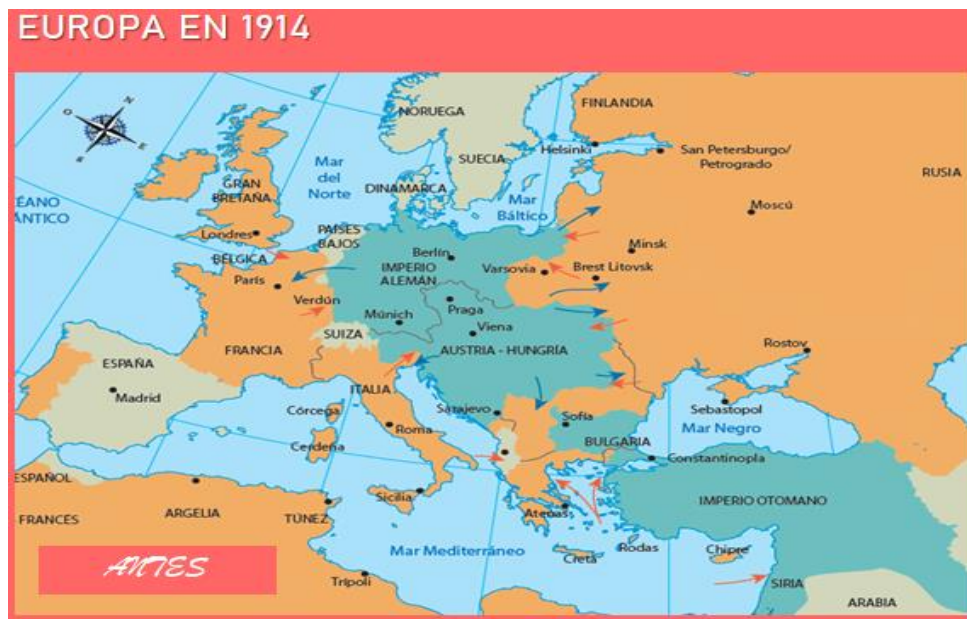 EUROPA EN 1914
N
O
E
S
NORUEGA
FINLANDIA
SUECIA
Helsinki
San Petersburgo/
Petrogrado
RUSIA
Mar
del
Norte
GRAN
BRETAÑA
DINAMARCA
Mar
Báltico
Moscú
CÉANO
ÁNTICO
Londres
PAÍSES
BAJOS
Minsk
BÉLGICA
Berlín
IMPERIO
ALEMÁN
Varsovia
Brest Litovsk
París
Verdún
Praga
Múnich
Viena
SUIZA
AUSTRIA - HUNGRÍA
Rostov
FRANCIA
ESPAÑA
Madrid
ITALIA
Córcega
Sarajevo
Sofía
Sebastopol
Roma
Mar Negro
BULGARIA
Cerdeña
Constantinopla
ESPAÑOL
Sicilia
IMPERIO OTOMANO
FRANCÉS
ARGELIA
TÚNEZ
Atenas
Mar Mediterráneo
Creta
Rodas
Chipre
ANTES
Trípoli
SIRIA
ARABIA